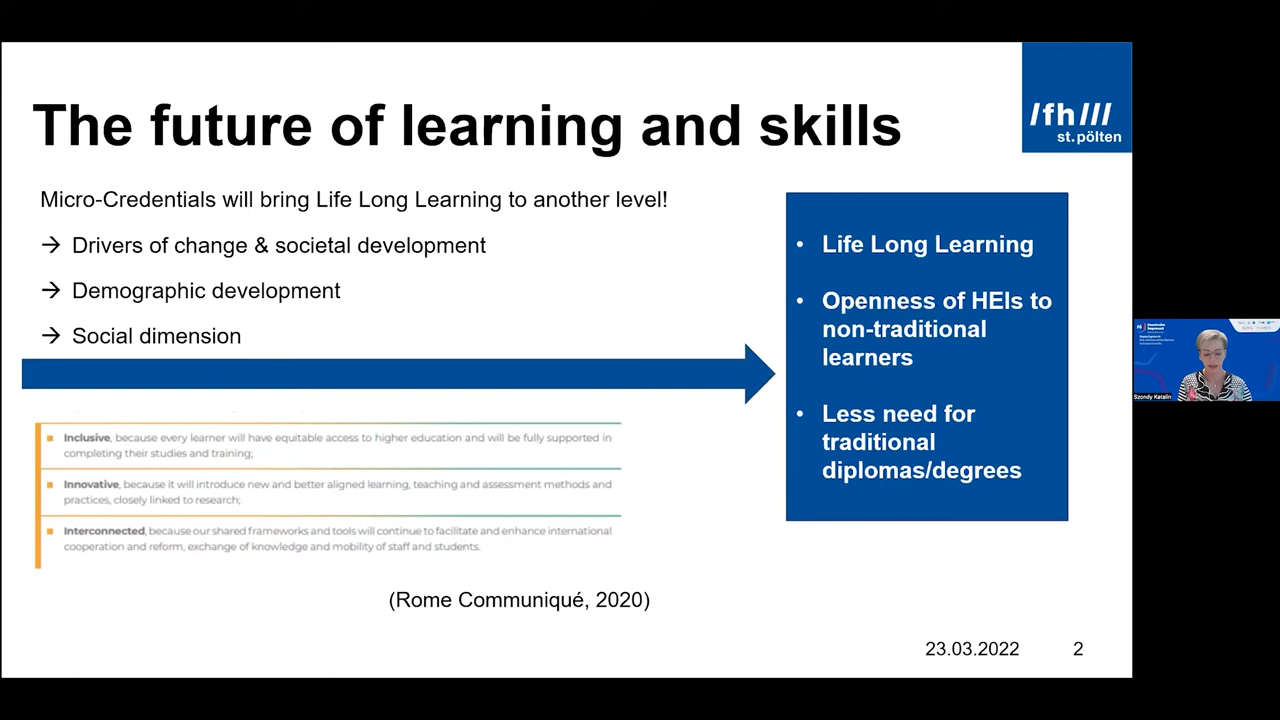 The future of learning and skills
/fh///
st.pölten
Micro-Credentials will bring Life Long Learning to another level!
→ Drivers of change & societal development
→ Demographic development
→ Social dimension
• Life Long Learning
• Openness of HEIs to
non-traditional
learners
• Less need for
traditional
diplomas/degrees
Inclusive, because every learner will have equitable access to higher education and will be fully supported in
completing their studies and training;
Innovative, because it will introduce new and better aligned learning, teaching and assessment methods and
practices, closely linked to research;
Interconnected, because our shared frameworks and tools will continue to facilitate and enhance international
cooperation and reform, exchange of knowledge and mobility of staff and students.
(Rome Communiqué, 2020)
23.03.2022
2
Szondy Katalin